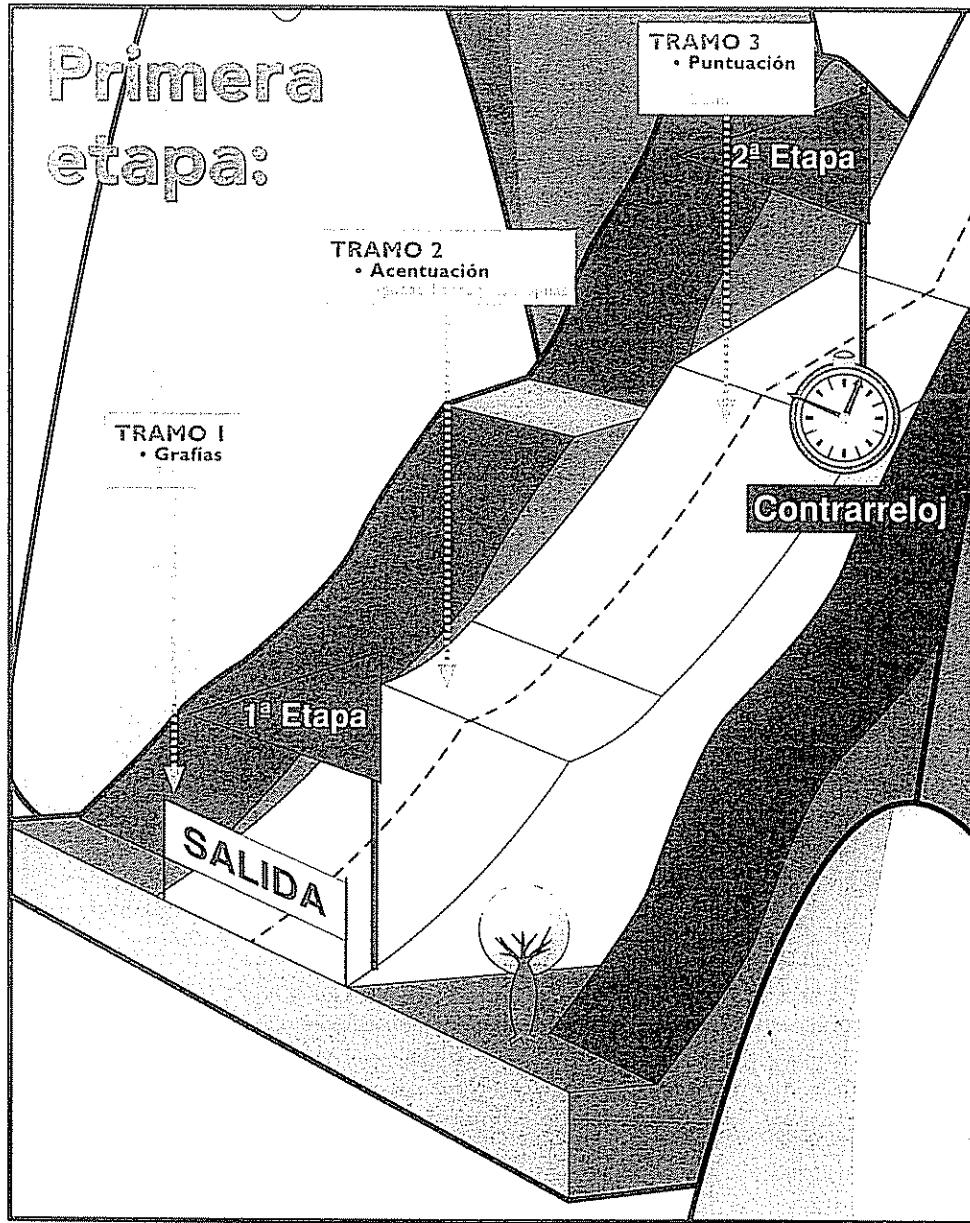 Primera
etapa:
TRAMO 3
• Puntuación
2ª Etapa
TRAMO 2
• Acentuación
TRAMO 1
• Grafías
Contrarreloj
1ª Etapa
SALIDA